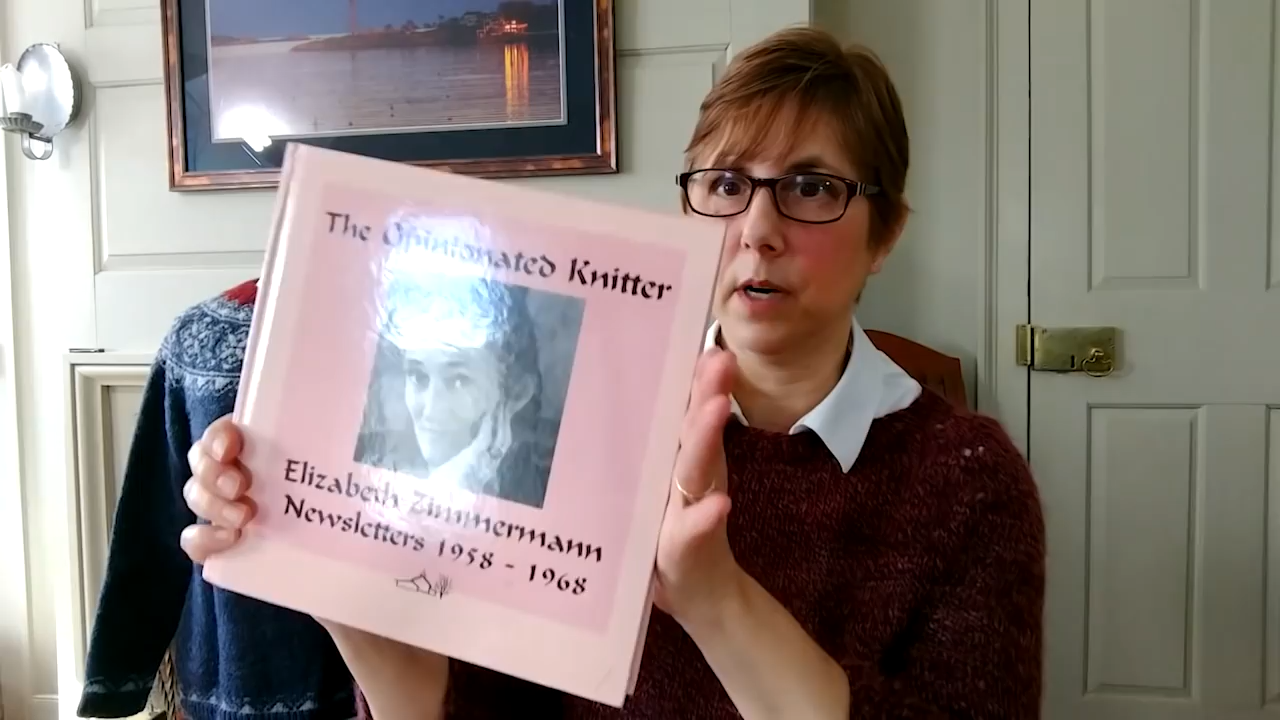 The Opinionated Knitter
Elizabeth Zimmermann
Newsletters 1958 - 1968